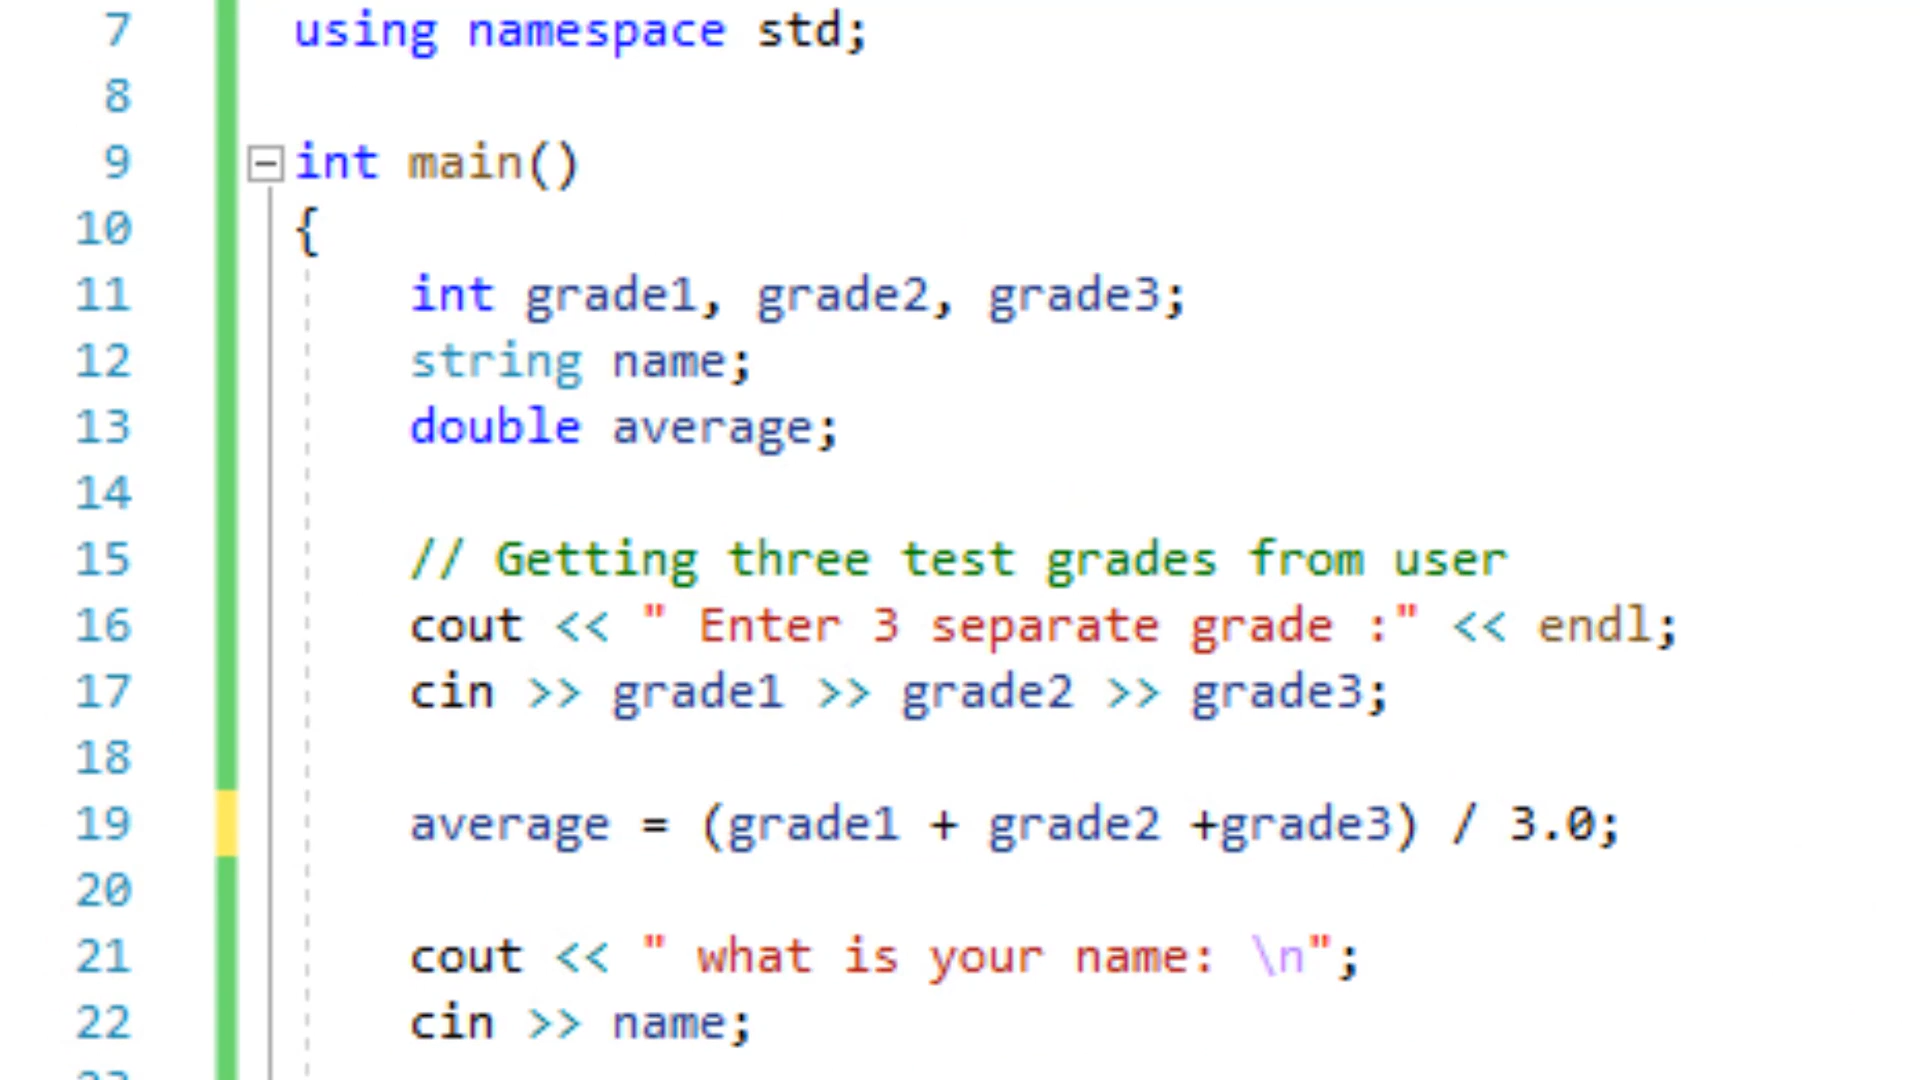 7 using namespace std;
8
9 int main()
10 {
11 int grade1, grade2, grade3;
12 string name;
13 double average;
14
15 // Getting three test grades from user
16 cout << " Enter 3 separate grade :" << endl;
17 cin >> grade1 >> grade2 >> grade3;
18
19 average = (grade1 + grade2 +grade3) / 3.0;
20
21 cout << " what is your name: \n";
22 cin >> name;